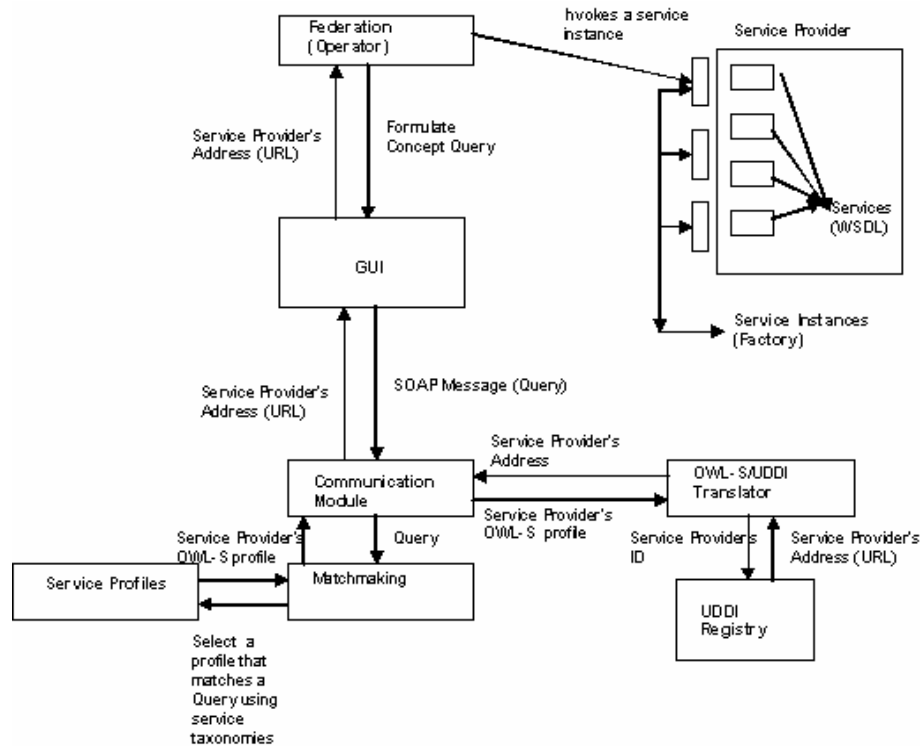 Federation
(Operator)
Invokes a service
instance
Service Provider
Service Provider's
Address (URL)
Formulate
Concept Query
Services
(WSDL)
GUI
Service Instances
(Factory)
Service Provider's
Address (URL)
SOAP Message (Query)
Service Provider's
Address
Communication
Module
OWL-S/UDDI
Translator
Service Provider's
OWL-S profile
Service Provider's
OWL-S profile
Query
Service Providers
ID
Service Provider's
Address (URL)
Service Profiles
Matchmaking
UDDI
Registry
Select a
profile that
matches a
Query using
service
taxonomies